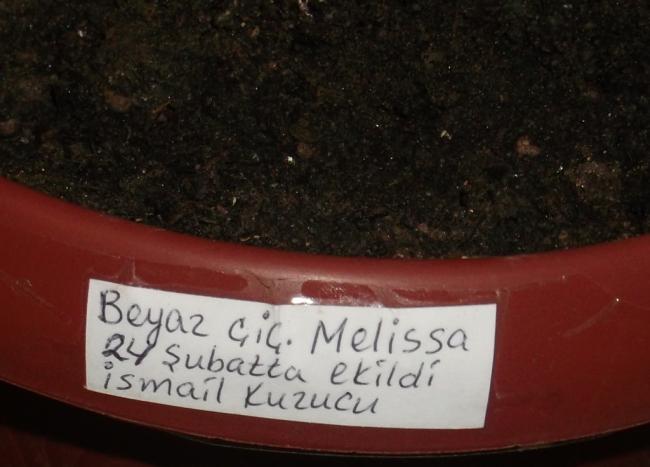 Beyaz Çiç. Melissa
24 Şubatta ekildi
ismail Kuzucu